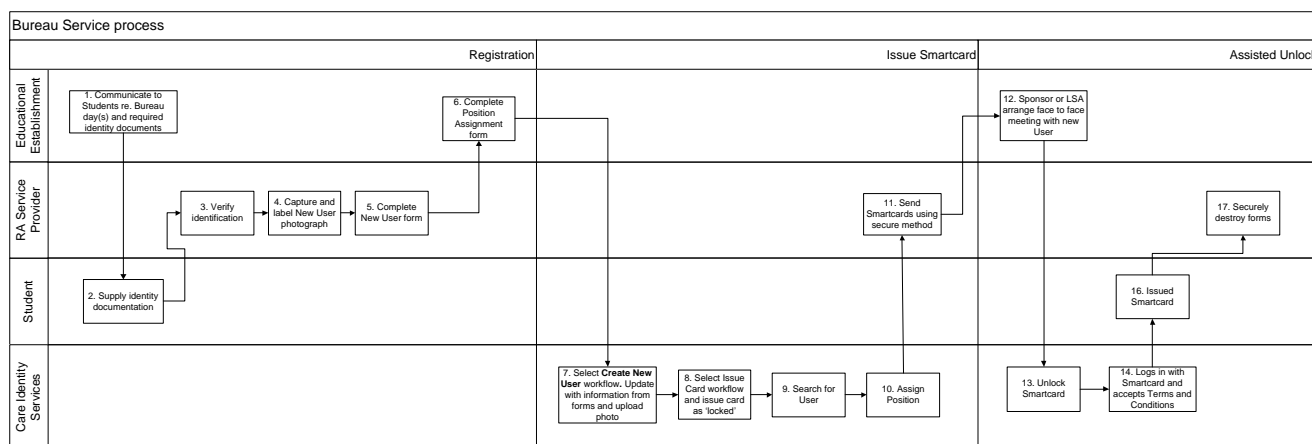 Bureau Service process
Registration
Issue Smartcard
Assisted Unlock
Educational
Establishment
1. Communicate to
Students re. Bureau
day(s) and required
identity documents
6. Complete
Position
Assignment
form
12. Sponsor or LSA
arrange face to face
meeting with new
User
RA Service
Provider
3. Verify
identification
4. Capture and
label New User
photograph
5. Complete
New User form
11. Send
Smartcards using
secure method
17. Securely
destroy forms
Student
2. Supply identity
documentation
16. Issued
Smartcard
Care Identity
Services
7. Select Create New
User workflow. Update
with information from
forms and upload
photo
8. Select Issue
Card workflow
and issue card
as ‘locked’
9. Search for
User
10. Assign
Position
13. Unlock
Smartcard
14. Logs in with
Smartcard and
accepts Terms and
Conditions